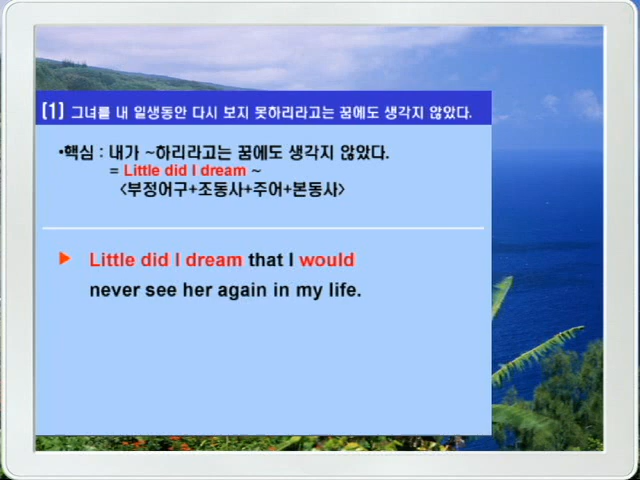 [1] 그녀를 내 일생동안 다시 보지 못하리라고는 꿈에도 생각지 않았다.
•핵심 : 내가 ~하리라고는 꿈에도 생각지 않았다.
= Little did I dream ~
<부정어구+조동사+주어+본동사>
▶ Little did I dream that I would
never see her again in my life.